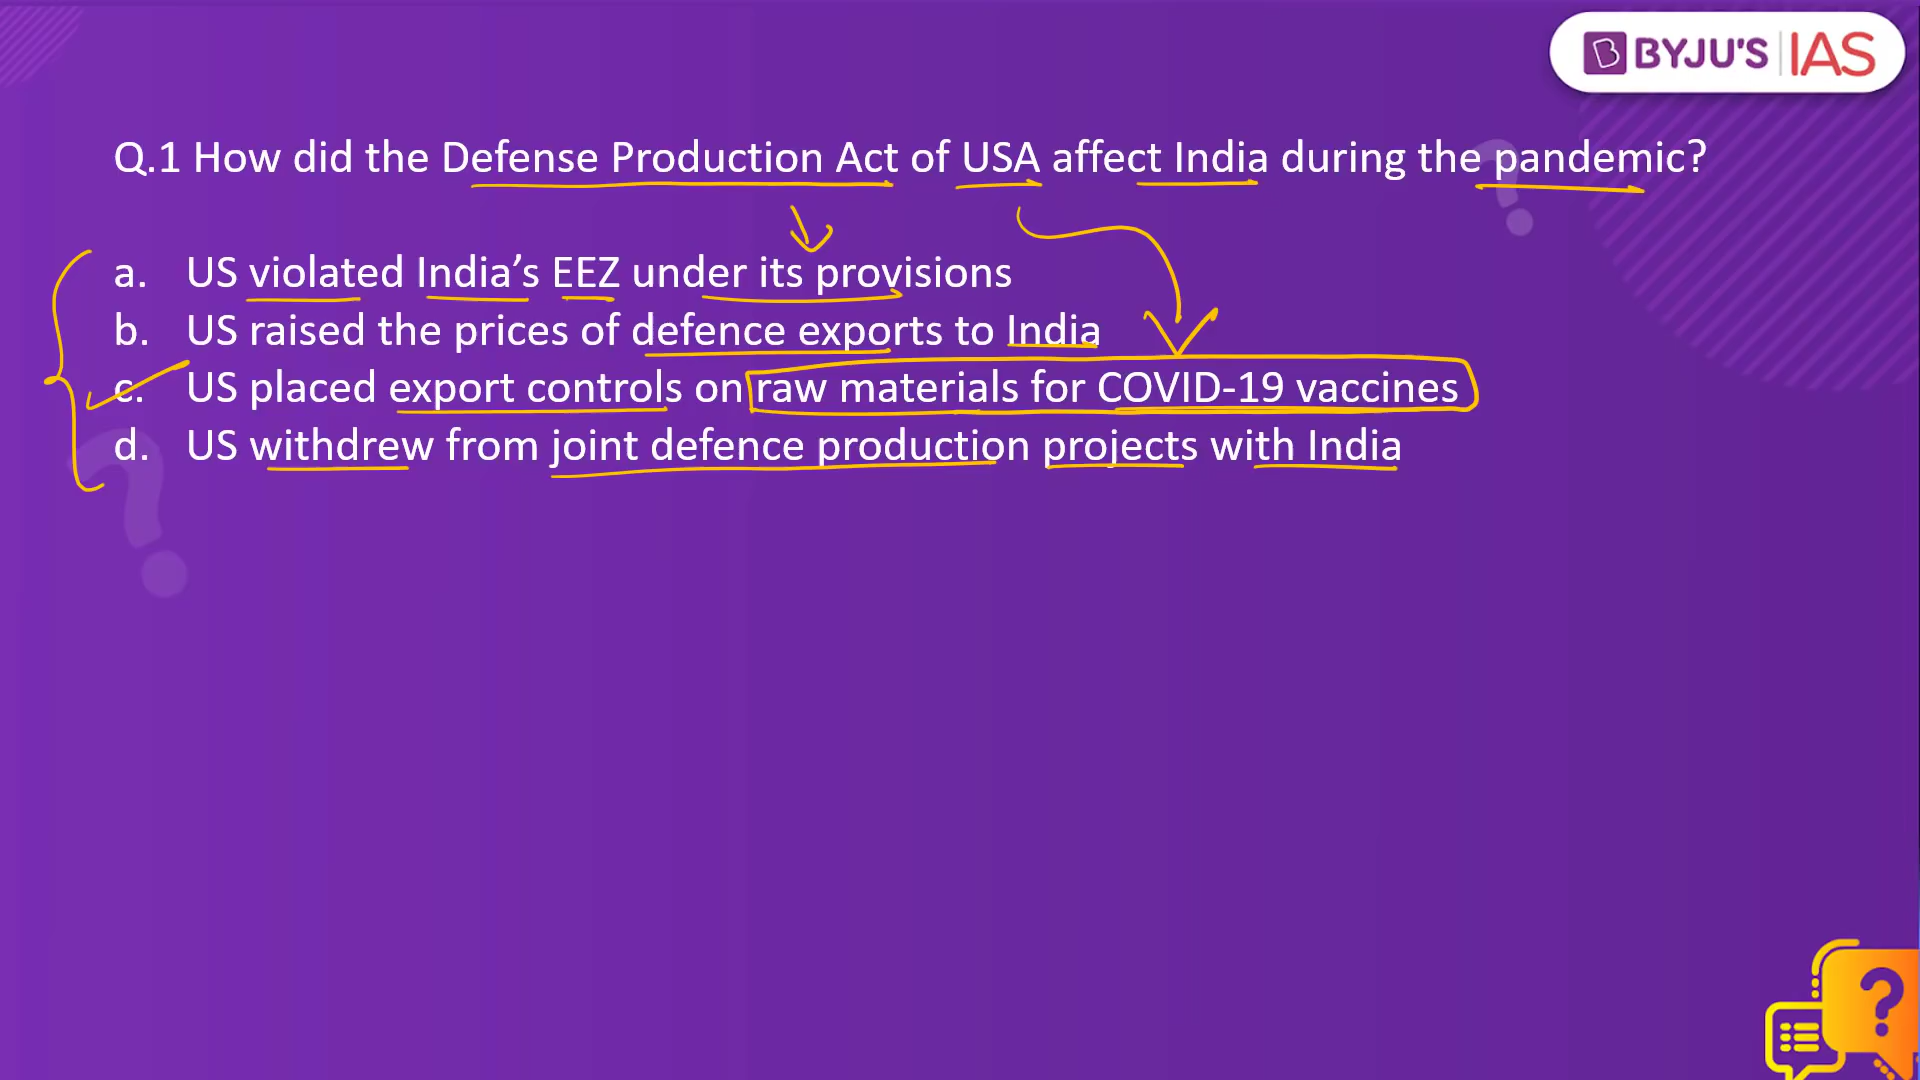 BYJU'S IAS
Q.1 How did the Defense Production Act of USA affect India during the pandemic?
a. US violated India’s EEZ under its provisions
b. US raised the prices of defence exports to India
c. US placed export controls on raw materials for COVID-19 vaccines
d. US withdrew from joint defence production projects with India